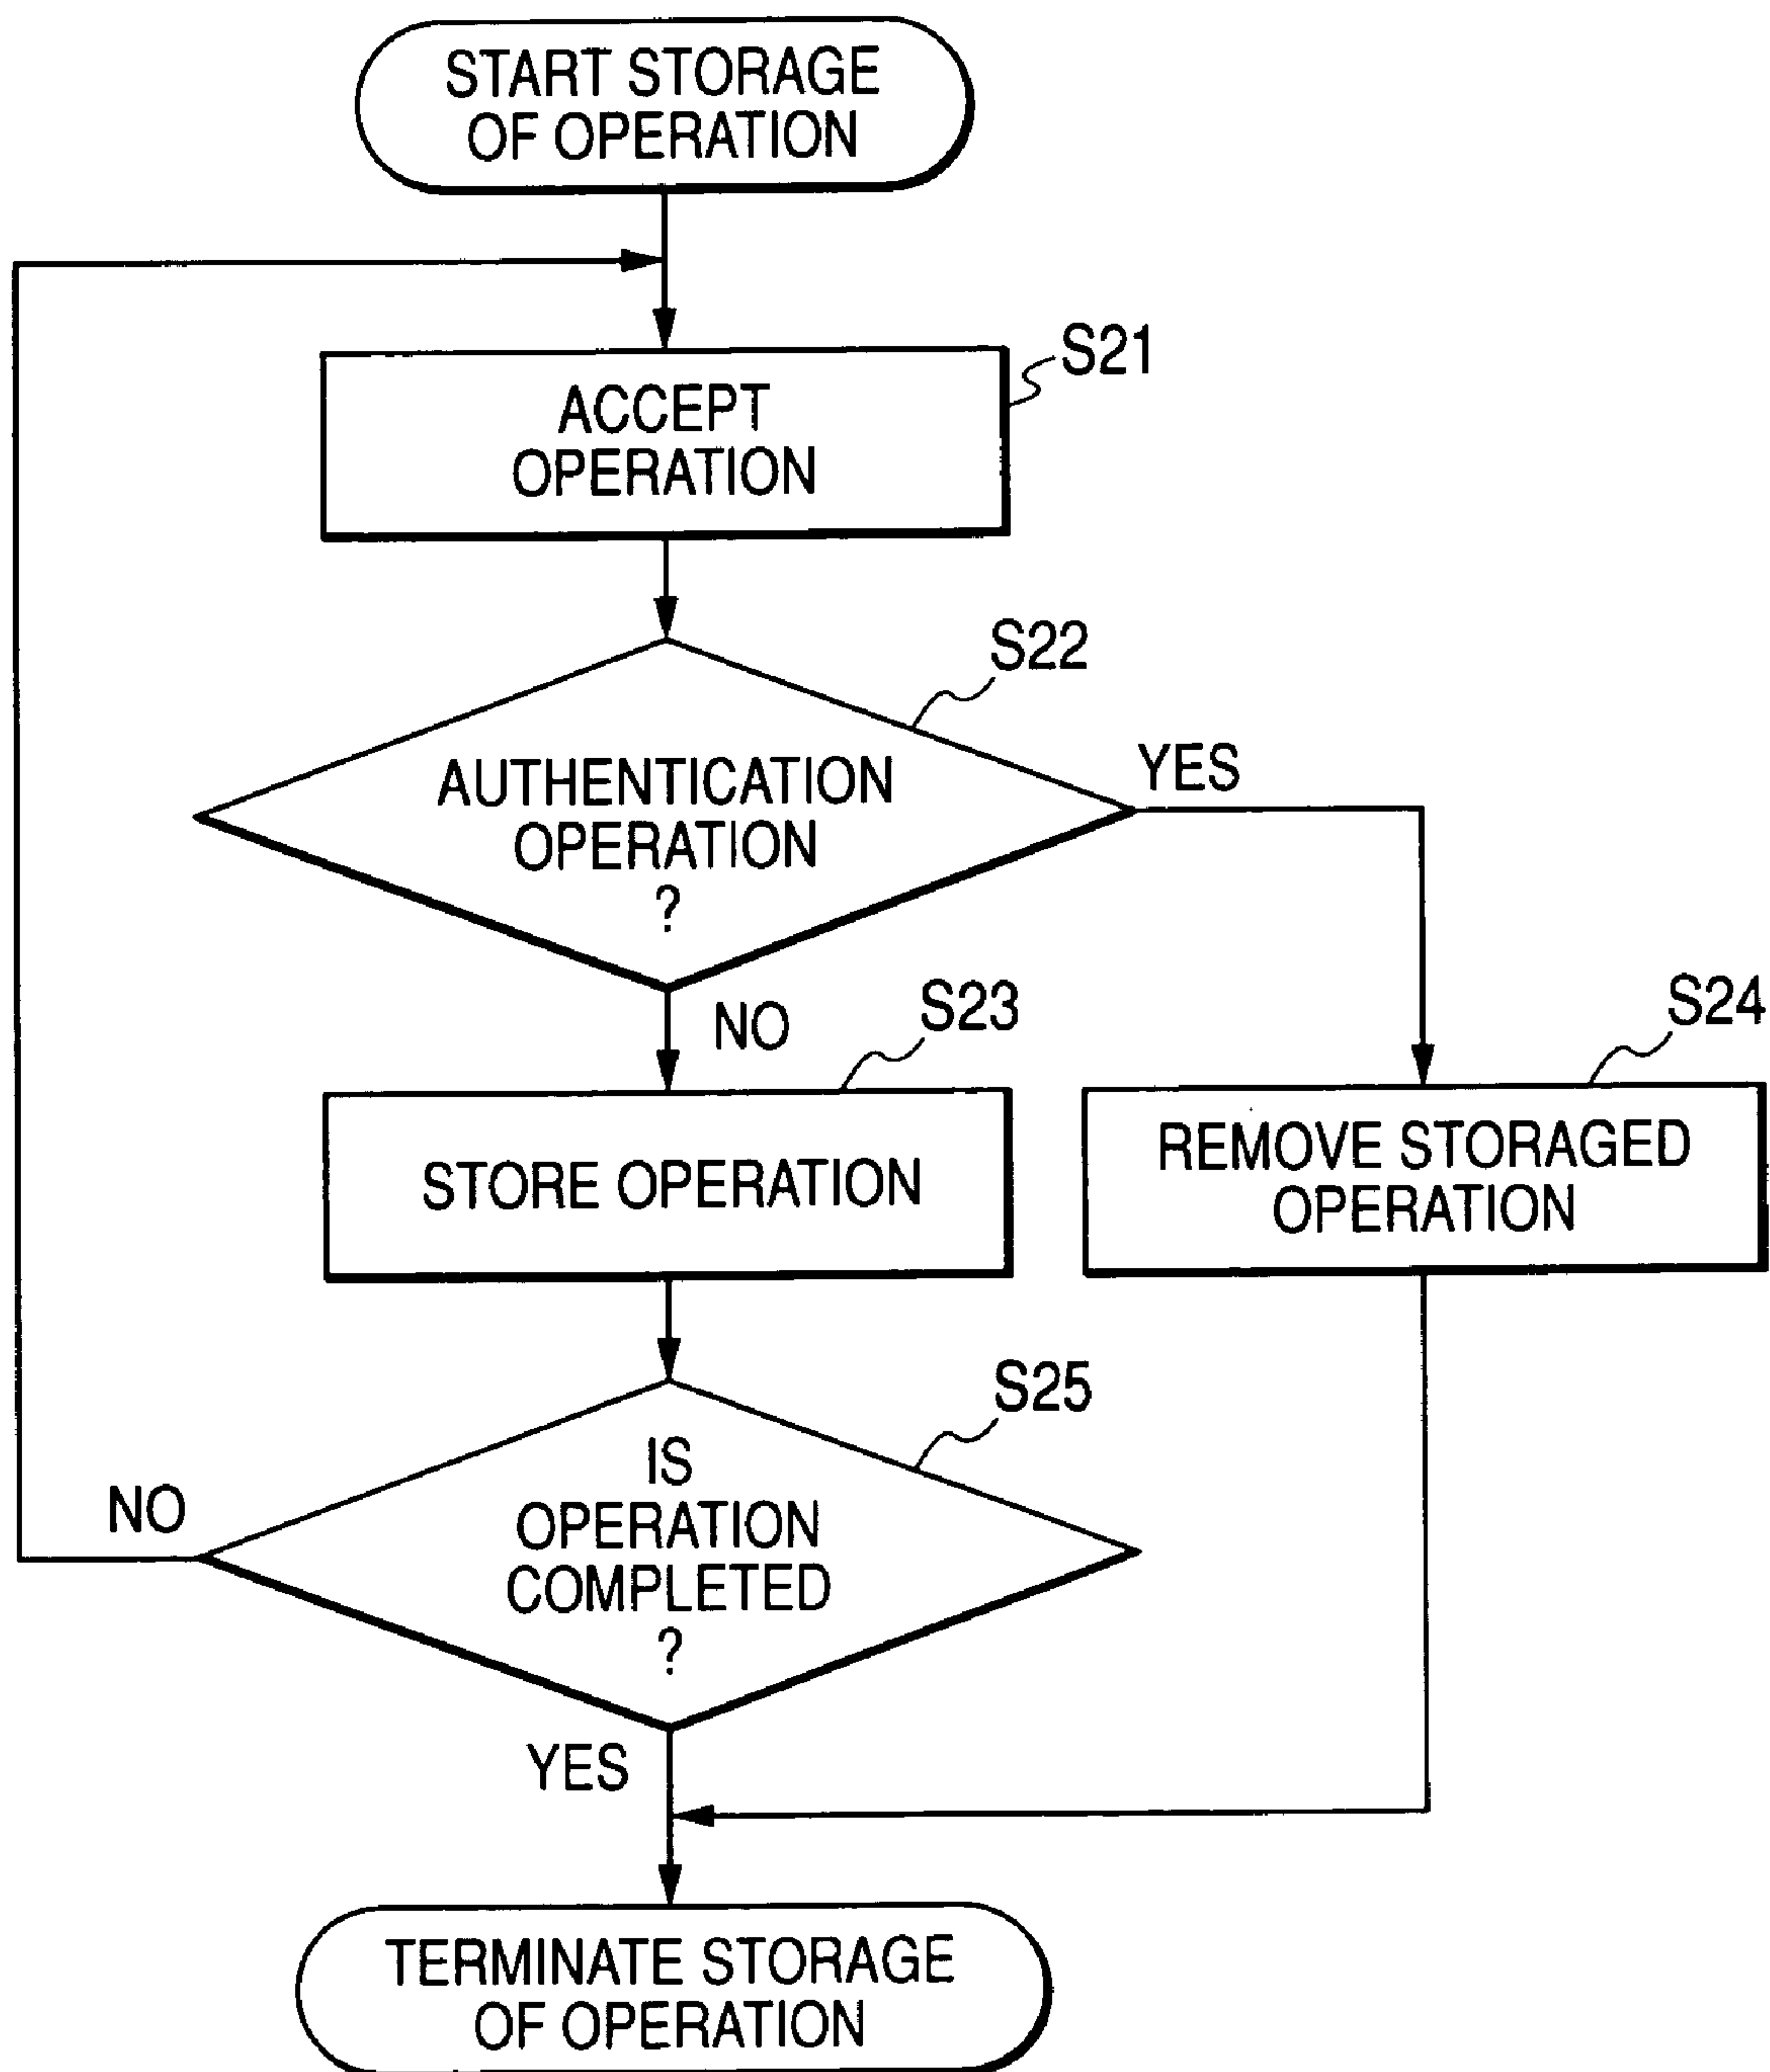 START STORAGE
OF OPERATION
S21
ACCEPT
OPERATION
S22
AUTHENTICATION
OPERATION
?
YES
NO
S23
S24
STORE OPERATION
REMOVE STORAGED
OPERATION
S25
IS
OPERATION
COMPLETED
?
NO
YES
TERMINATE STORAGE
OF OPERATION